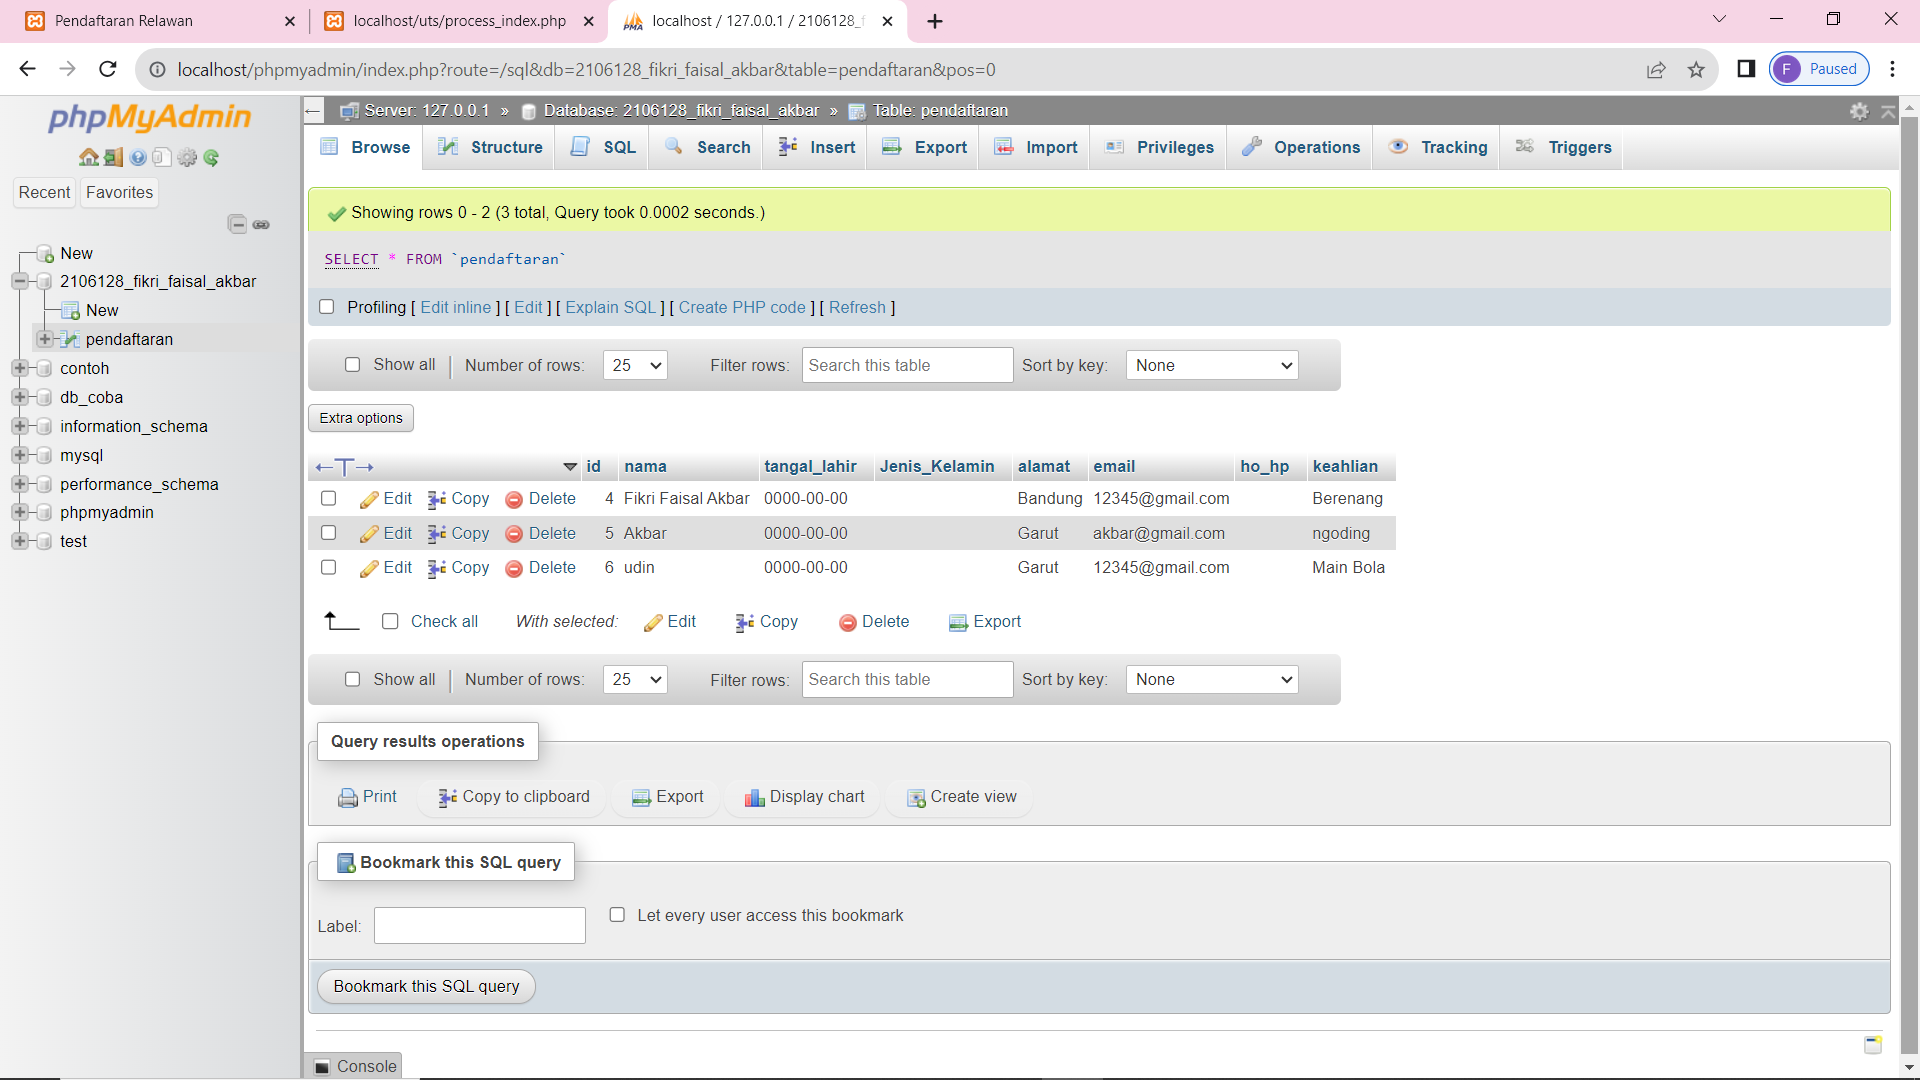 Pendaftaran Relawan
localhost/uts/process_index.php
localhost / 127.0.0.1 / 2106128_f
localhost/phpmyadmin/index.php?route=/sql&db=2106128_fikri_faisal_akbar&table=pendaftaran&pos=0
F Paused
phpMyAdmin
Recent Favorites
New
2106128_fikri_faisal_akbar
New
pendaftaran
contoh
db_coba
information_schema
mysql
performance_schema
phpmyadmin
test
Server: 127.0.0.1 » Database: 2106128_fikri_faisal_akbar » Table: pendaftaran
Browse Structure SQL Search Insert Export Import Privileges Operations Tracking Triggers
Showing rows 0 - 2 (3 total, Query took 0.0002 seconds.)
SELECT * FROM `pendaftaran`
Profiling [ Edit inline ] [ Edit ] [ Explain SQL ] [ Create PHP code ] [ Refresh ]
Show all Number of rows: 25 Filter rows: Search this table Sort by key: None
Extra options
id nama tangal_lahir Jenis_Kelamin alamat email ho_hp keahlian
Edit Copy Delete 4 Fikri Faisal Akbar 0000-00-00 Bandung 12345@gmail.com Berenang
Edit Copy Delete 5 Akbar 0000-00-00 Garut akbar@gmail.com ngoding
Edit Copy Delete 6 udin 0000-00-00 Garut 12345@gmail.com Main Bola
Check all With selected: Edit Copy Delete Export
Show all Number of rows: 25 Filter rows: Search this table Sort by key: None
Query results operations
Print Copy to clipboard Export Display chart Create view
Bookmark this SQL query
Label: Let every user access this bookmark
Bookmark this SQL query
Console